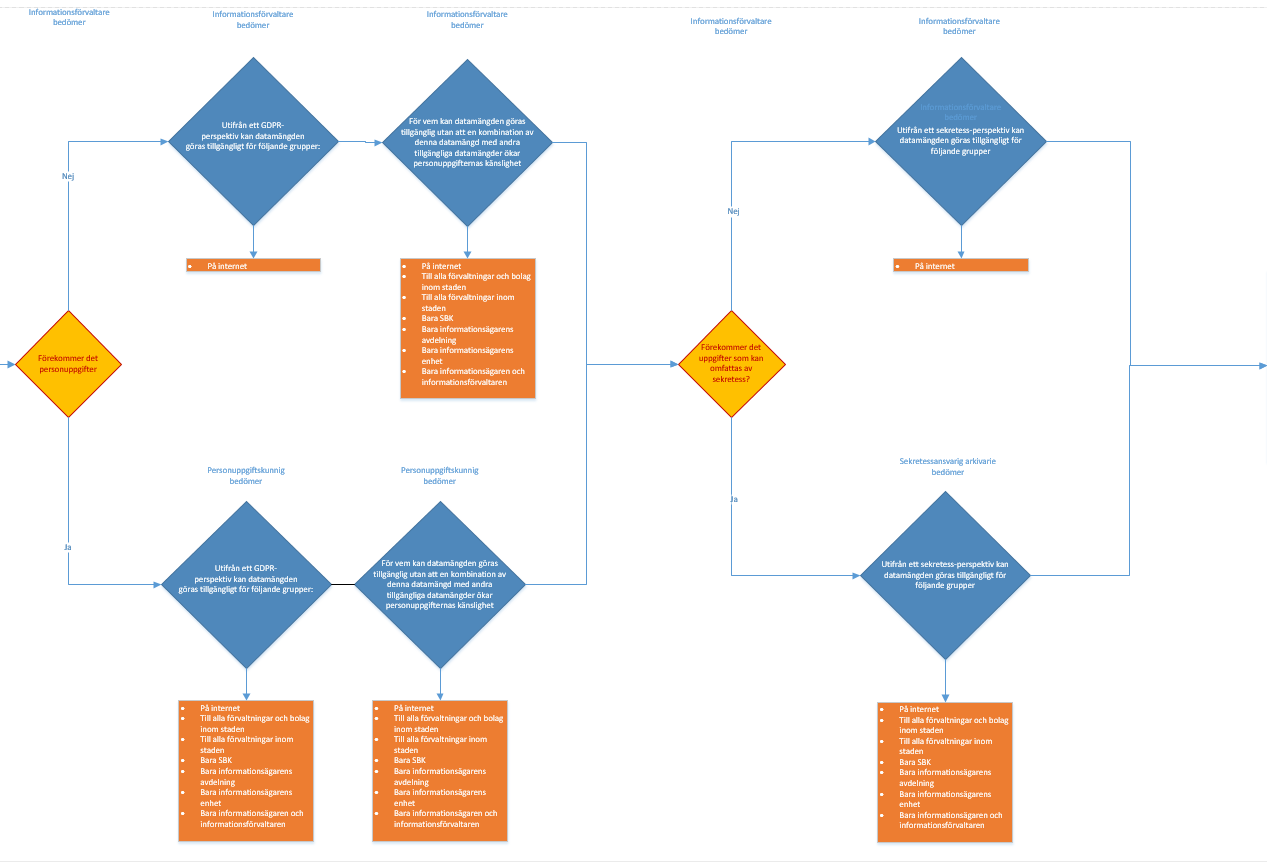 Informationsförvaltare
bedömer
Informationsförvaltare
bedömer
Informationsförvaltare
bedömer
Informationsförvaltare
bedömer
Informationsförvaltare
bedömer
Utifrån ett GDPR-
perspektiv kan datamängden
göras tillgängligt för följande grupper:
För vem kan datamängden göras
tillgänglig utan att en kombination av
denna datamängd med andra
tillgängliga datamängder ökar
personuppgifternas känslighet
Informationsförvaltare
bedömer
Utifrån ett sekretess-perspektiv kan
datamängden göras tillgängligt för
följande grupper
Nej
Nej
• På internet
• På internet
• Till alla förvaltningar och bolag
inom staden
• Till alla förvaltningar inom
staden
• Bara SBK
• Bara informationsägarens
avdelning
• Bara informationsägarens
enhet
• Bara informationsägaren och
informationsförvaltaren
• På internet
Förekommer det
personuppgifter
Förekommer det
uppgifter som kan
omfattas av
sekretess?
Personuppgiftskunnig
bedömer
Personuppgiftskunnig
bedömer
Sekretessansvarig arkivarie
bedömer
Ja
Ja
Utifrån ett GDPR-
perspektiv kan datamängden
göras tillgängligt för följande grupper:
För vem kan datamängden göras
tillgänglig utan att en kombination av
denna datamängd med andra
tillgängliga datamängder ökar
personuppgifternas känslighet
Utifrån ett sekretess-perspektiv kan
datamängden göras tillgängligt för
följande grupper
• På internet
• Till alla förvaltningar och bolag
inom staden
• Till alla förvaltningar inom
staden
• Bara SBK
• Bara informationsägarens
avdelning
• Bara informationsägarens
enhet
• Bara informationsägaren och
informationsförvaltaren
• På internet
• Till alla förvaltningar och bolag
inom staden
• Till alla förvaltningar inom
staden
• Bara SBK
• Bara informationsägarens
avdelning
• Bara informationsägarens
enhet
• Bara informationsägaren och
informationsförvaltaren
• På internet
• Till alla förvaltningar och bolag
inom staden
• Till alla förvaltningar inom
staden
• Bara SBK
• Bara informationsägarens
avdelning
• Bara informationsägarens
enhet
• Bara informationsägaren och
informationsförvaltaren